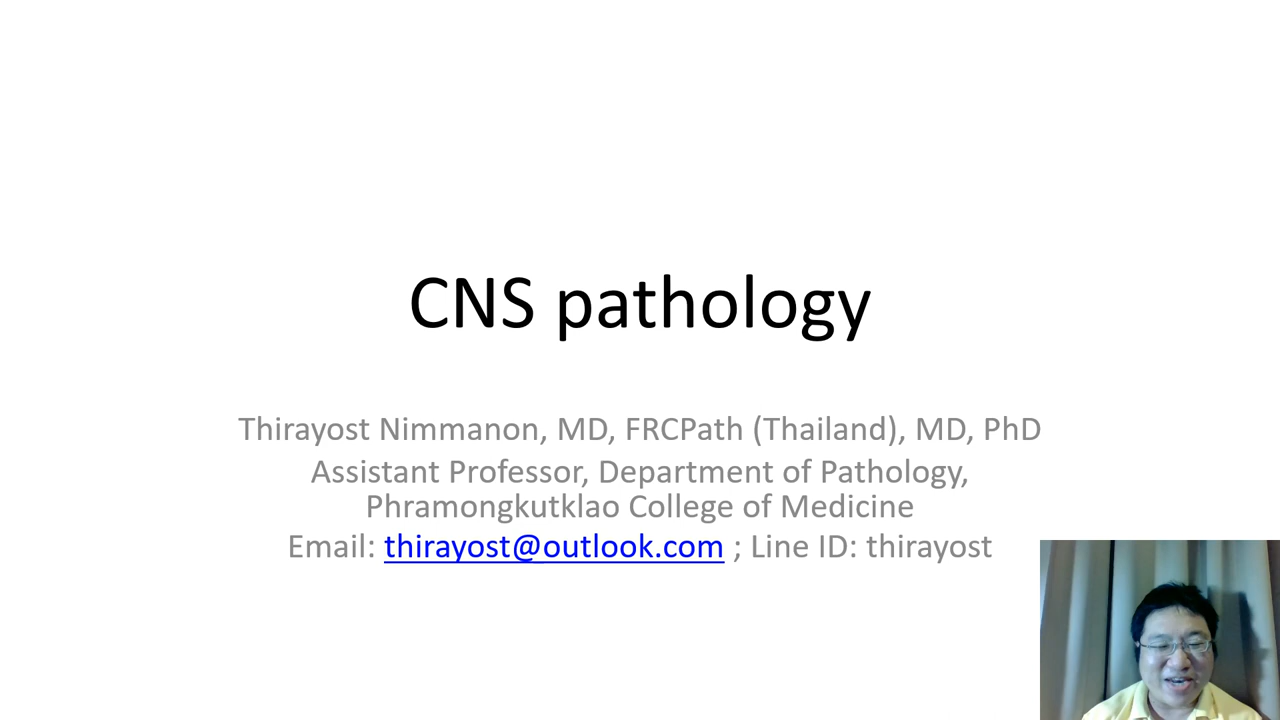 CNS pathology
Thirayost Nimmanon, MD, FRCPath (Thailand), MD, PhD
Assistant Professor, Department of Pathology,
Phramongkutklao College of Medicine
Email: thirayost@outlook.com ; Line ID: thirayost